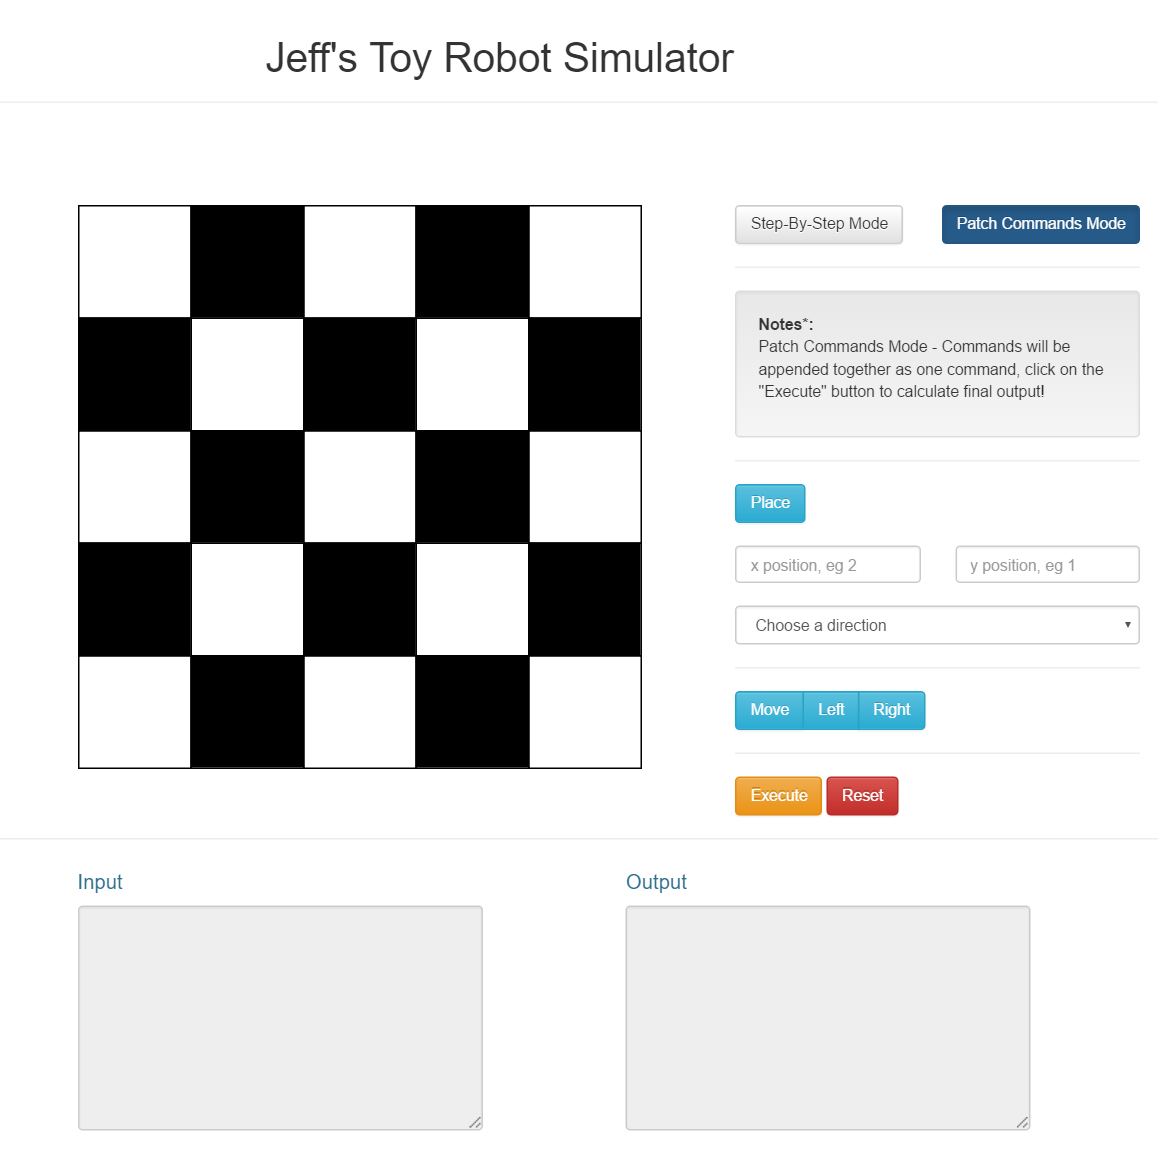 Jeff's Toy Robot Simulator
Step-By-Step Mode
Patch Commands Mode
Notes*:
Patch Commands Mode - Commands will be
appended together as one command, click on the
"Execute" button to calculate final output!
Place
x position, eg 2
y position, eg 1
Choose a direction
Move
Left
Right
Execute
Reset
Input
Output